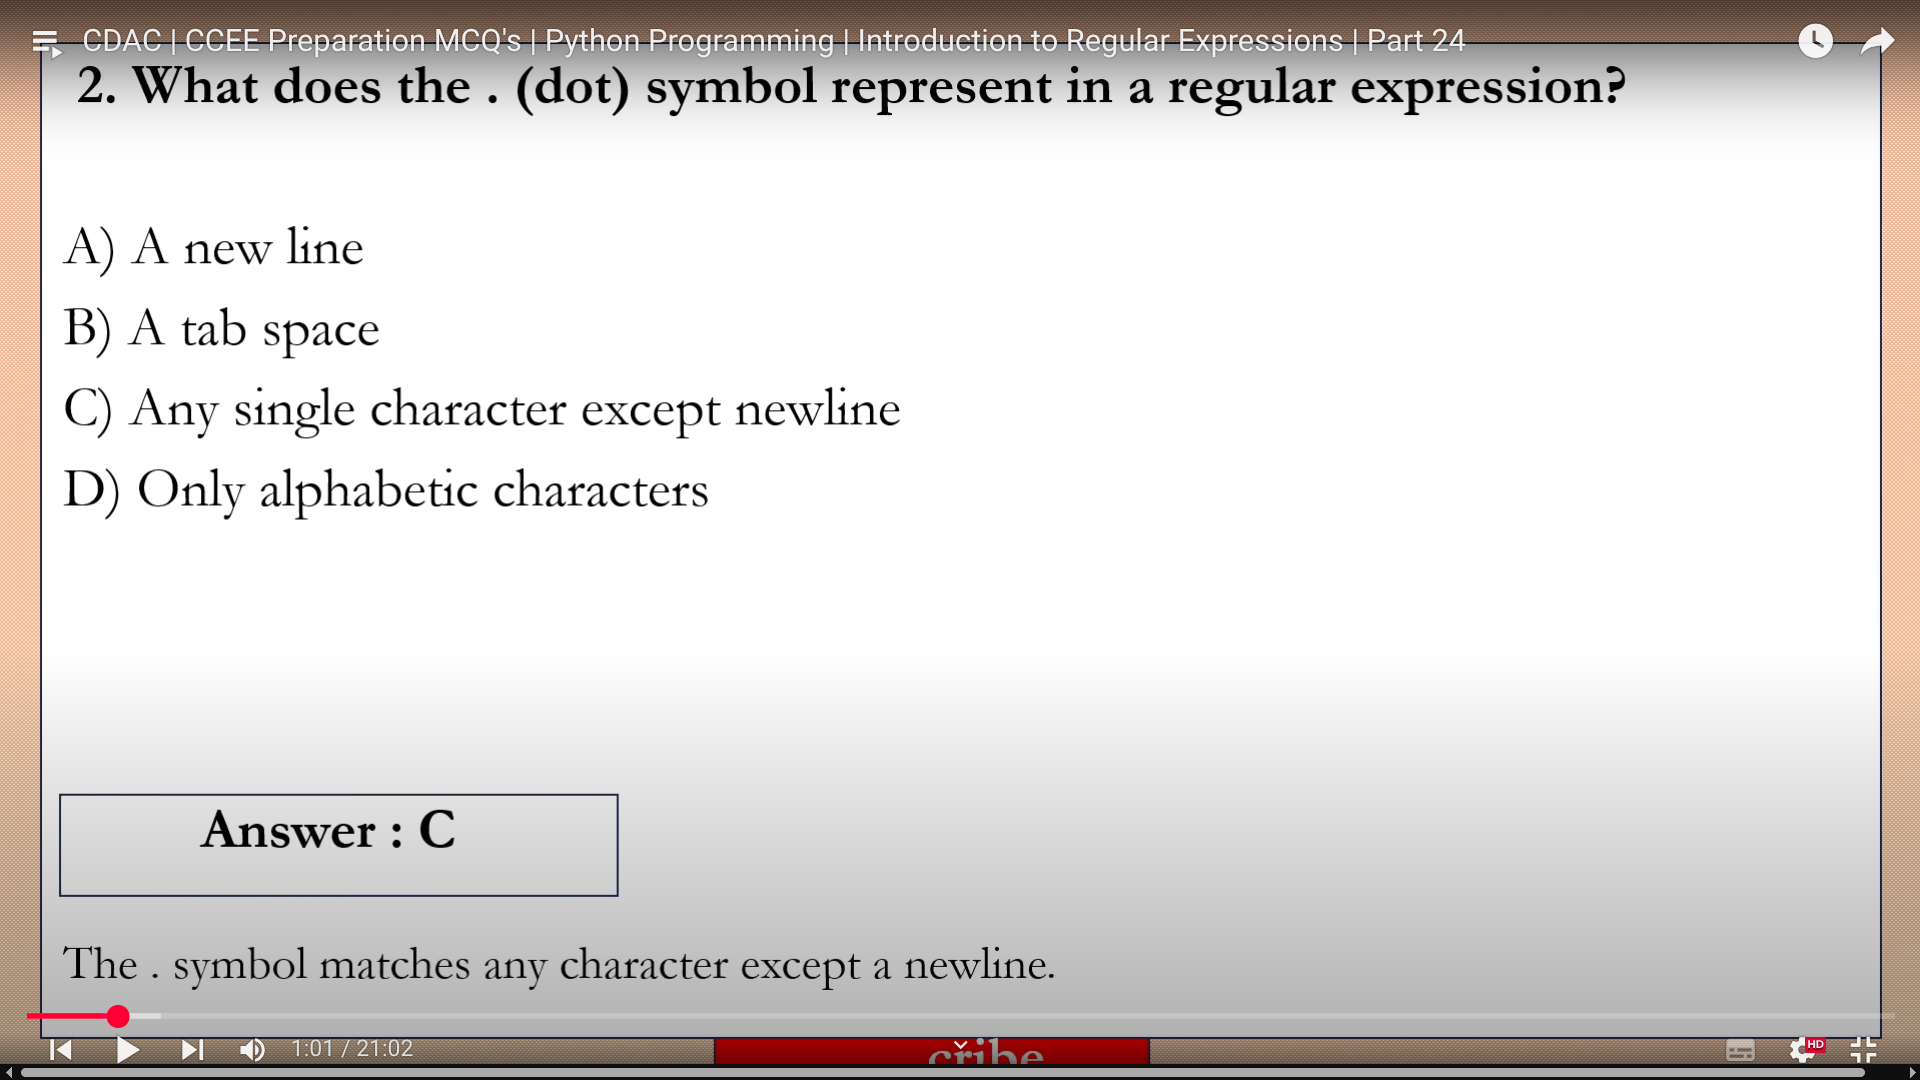 CDAC | CCEE Preparation MCQ's | Python Programming | Introduction to Regular Expressions | Part 24
2. What does the . (dot) symbol represent in a regular expression?
A) A new line
B) A tab space
C) Any single character except newline
D) Only alphabetic characters
Answer : C
The . symbol matches any character except a newline.
1:01 / 21:02
cribe
HD